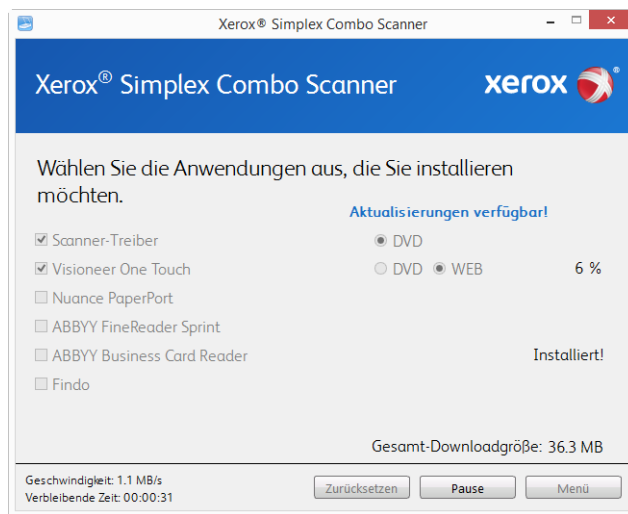 Xerox® Simplex Combo Scanner
Xerox® Simplex Combo Scanner
xerox ®
Wählen Sie die Anwendungen aus, die Sie installieren
möchten.
Aktualisierungen verfügbar!
Scanner-Treiber DVD
Visioneer One Touch DVD WEB 6 %
Nuance PaperPort
ABBYY FineReader Sprint
ABBYY Business Card Reader Installiert!
Findo
Gesamt-Downloadgröße: 36.3 MB
Geschwindigkeit: 1.1 MB/s
Verbleibende Zeit: 00:00:31
Zurücksetzen Pause Menü